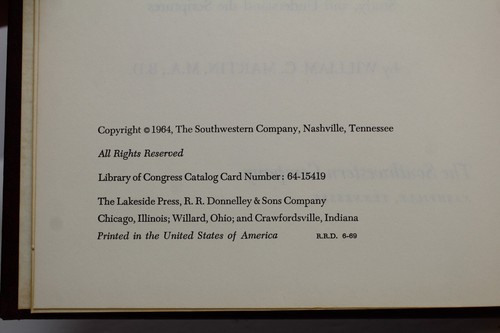 Copyright © 1964, The Southwestern Company, Nashville, Tennessee
All Rights Reserved
Library of Congress Catalog Card Number: 64-15419
The Lakeside Press, R. R. Donnelley & Sons Company
Chicago, Illinois; Willard, Ohio; and Crawfordsville, Indiana
Printed in the United States of America R.R.D. 6-69